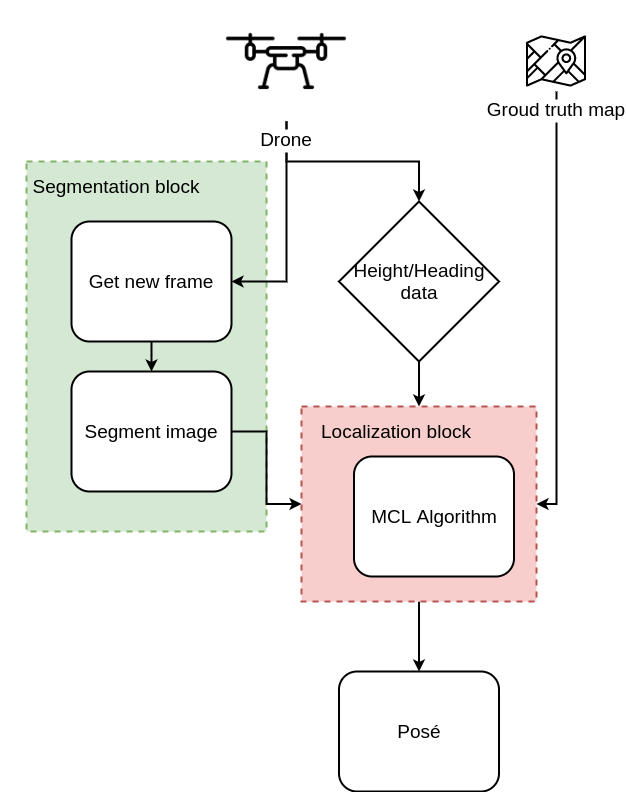 Drone
Groud truth map
Segmentation block
Get new frame
Height/Heading
data
Segment image
Localization block
MCL Algorithm
Posé